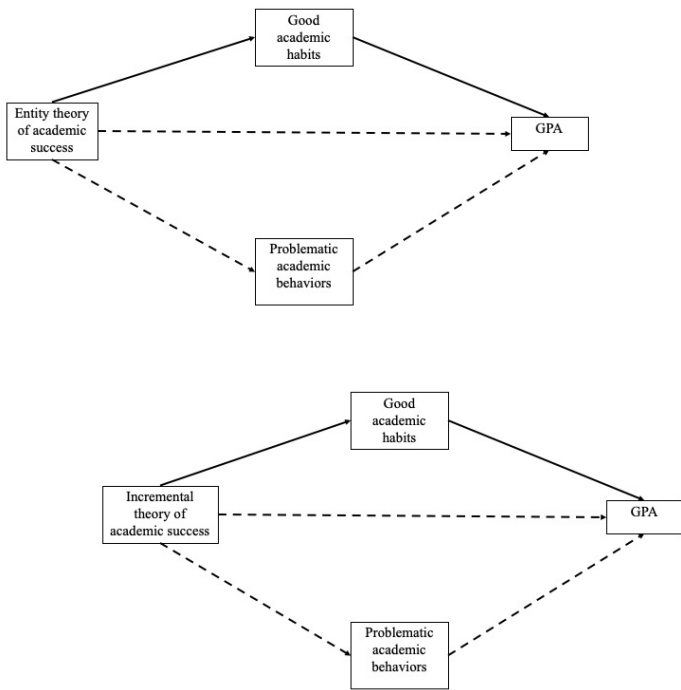 Good
academic
habits
Entity theory
of academic
success
GPA
Problematic
academic
behaviors
Good
academic
habits
Incremental
theory of
academic success
GPA
Problematic
academic
behaviors